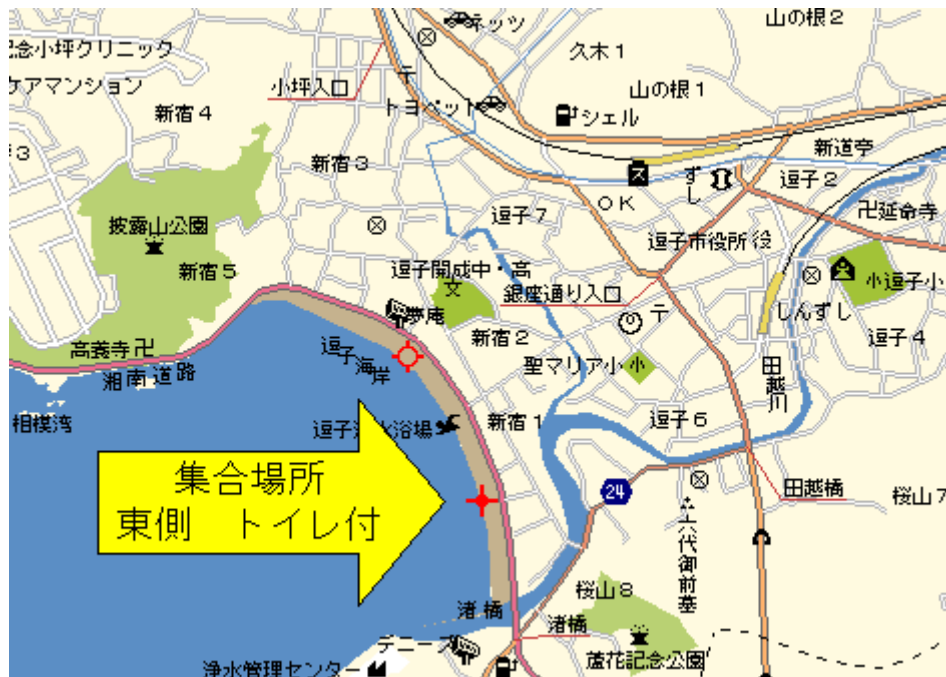 ネッツ
山の根2
久木1
記念小坪クリニック
ケアマンション
小坪入口
山の根1
新宿4
トヨペット
シェル
新宿3
新道亭
逗子2
ずし
OK
逗子7
卍延命寺
披露山公園
逗子市役所役
新宿5
逗子開成中・高
文
銀座通り入口
小逗子小
夢庵
テ
しんずし
新宿2
逗子4
高義寺卍
逗子海岸
聖マリア小
小
湘南道路
田越川
相模湾
新宿1
逗子6
集合場所
東側 トイレ付
24
田越橋
桜山7
六代御前墓
桜山8
渚橋
渚橋
デニーズ
蘆花記念公園
浄水管理センター